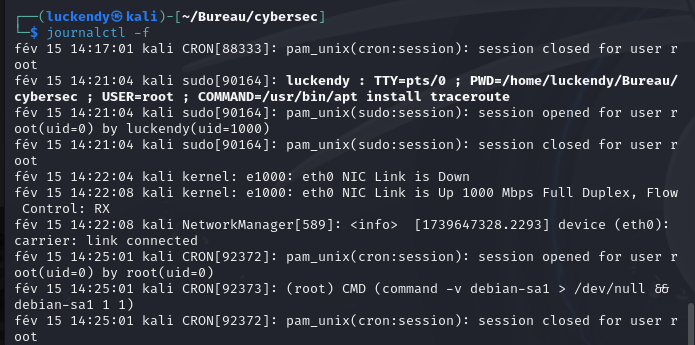 ┌──(luckendy㉿kali)-[~/Bureau/cybersec]
└─$ journalctl -f
fév 15 14:17:01 kali CRON[88333]: pam_unix(cron:session): session closed for user r
oot
fév 15 14:21:04 kali sudo[90164]: luckendy : TTY=pts/0 ; PWD=/home/luckendy/Bureau/
cybersec ; USER=root ; COMMAND=/usr/bin/apt install traceroute
fév 15 14:21:04 kali sudo[90164]: pam_unix(sudo:session): session opened for user r
oot(uid=0) by luckendy(uid=1000)
fév 15 14:21:04 kali sudo[90164]: pam_unix(sudo:session): session closed for user r
oot
fév 15 14:22:04 kali kernel: e1000: eth0 NIC Link is Down
fév 15 14:22:08 kali kernel: e1000: eth0 NIC Link is Up 1000 Mbps Full Duplex, Flow
 Control: RX
fév 15 14:22:08 kali NetworkManager[589]: <info>  [1739647328.2293] device (eth0):
carrier: link connected
fév 15 14:25:01 kali CRON[92372]: pam_unix(cron:session): session opened for user r
oot(uid=0) by root(uid=0)
fév 15 14:25:01 kali CRON[92373]: (root) CMD (command -v debian-sa1 > /dev/null &&
debian-sa1 1 1)
fév 15 14:25:01 kali CRON[92372]: pam_unix(cron:session): session closed for user r
oot